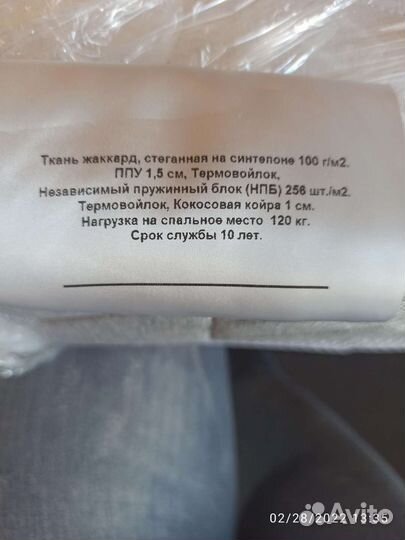 Ткань жаккард, стеганная на синтепоне 100 г/м2.
ППУ 1,5 см, Термовойлок,
Независимый пружинный блок (НПБ) 256 шт./м2.
Термовойлок, Кокосовая койра 1 см.
Нагрузка на спальное место 120 кг.
Срок службы 10 лет.
02/28/2022 13:35
Avito